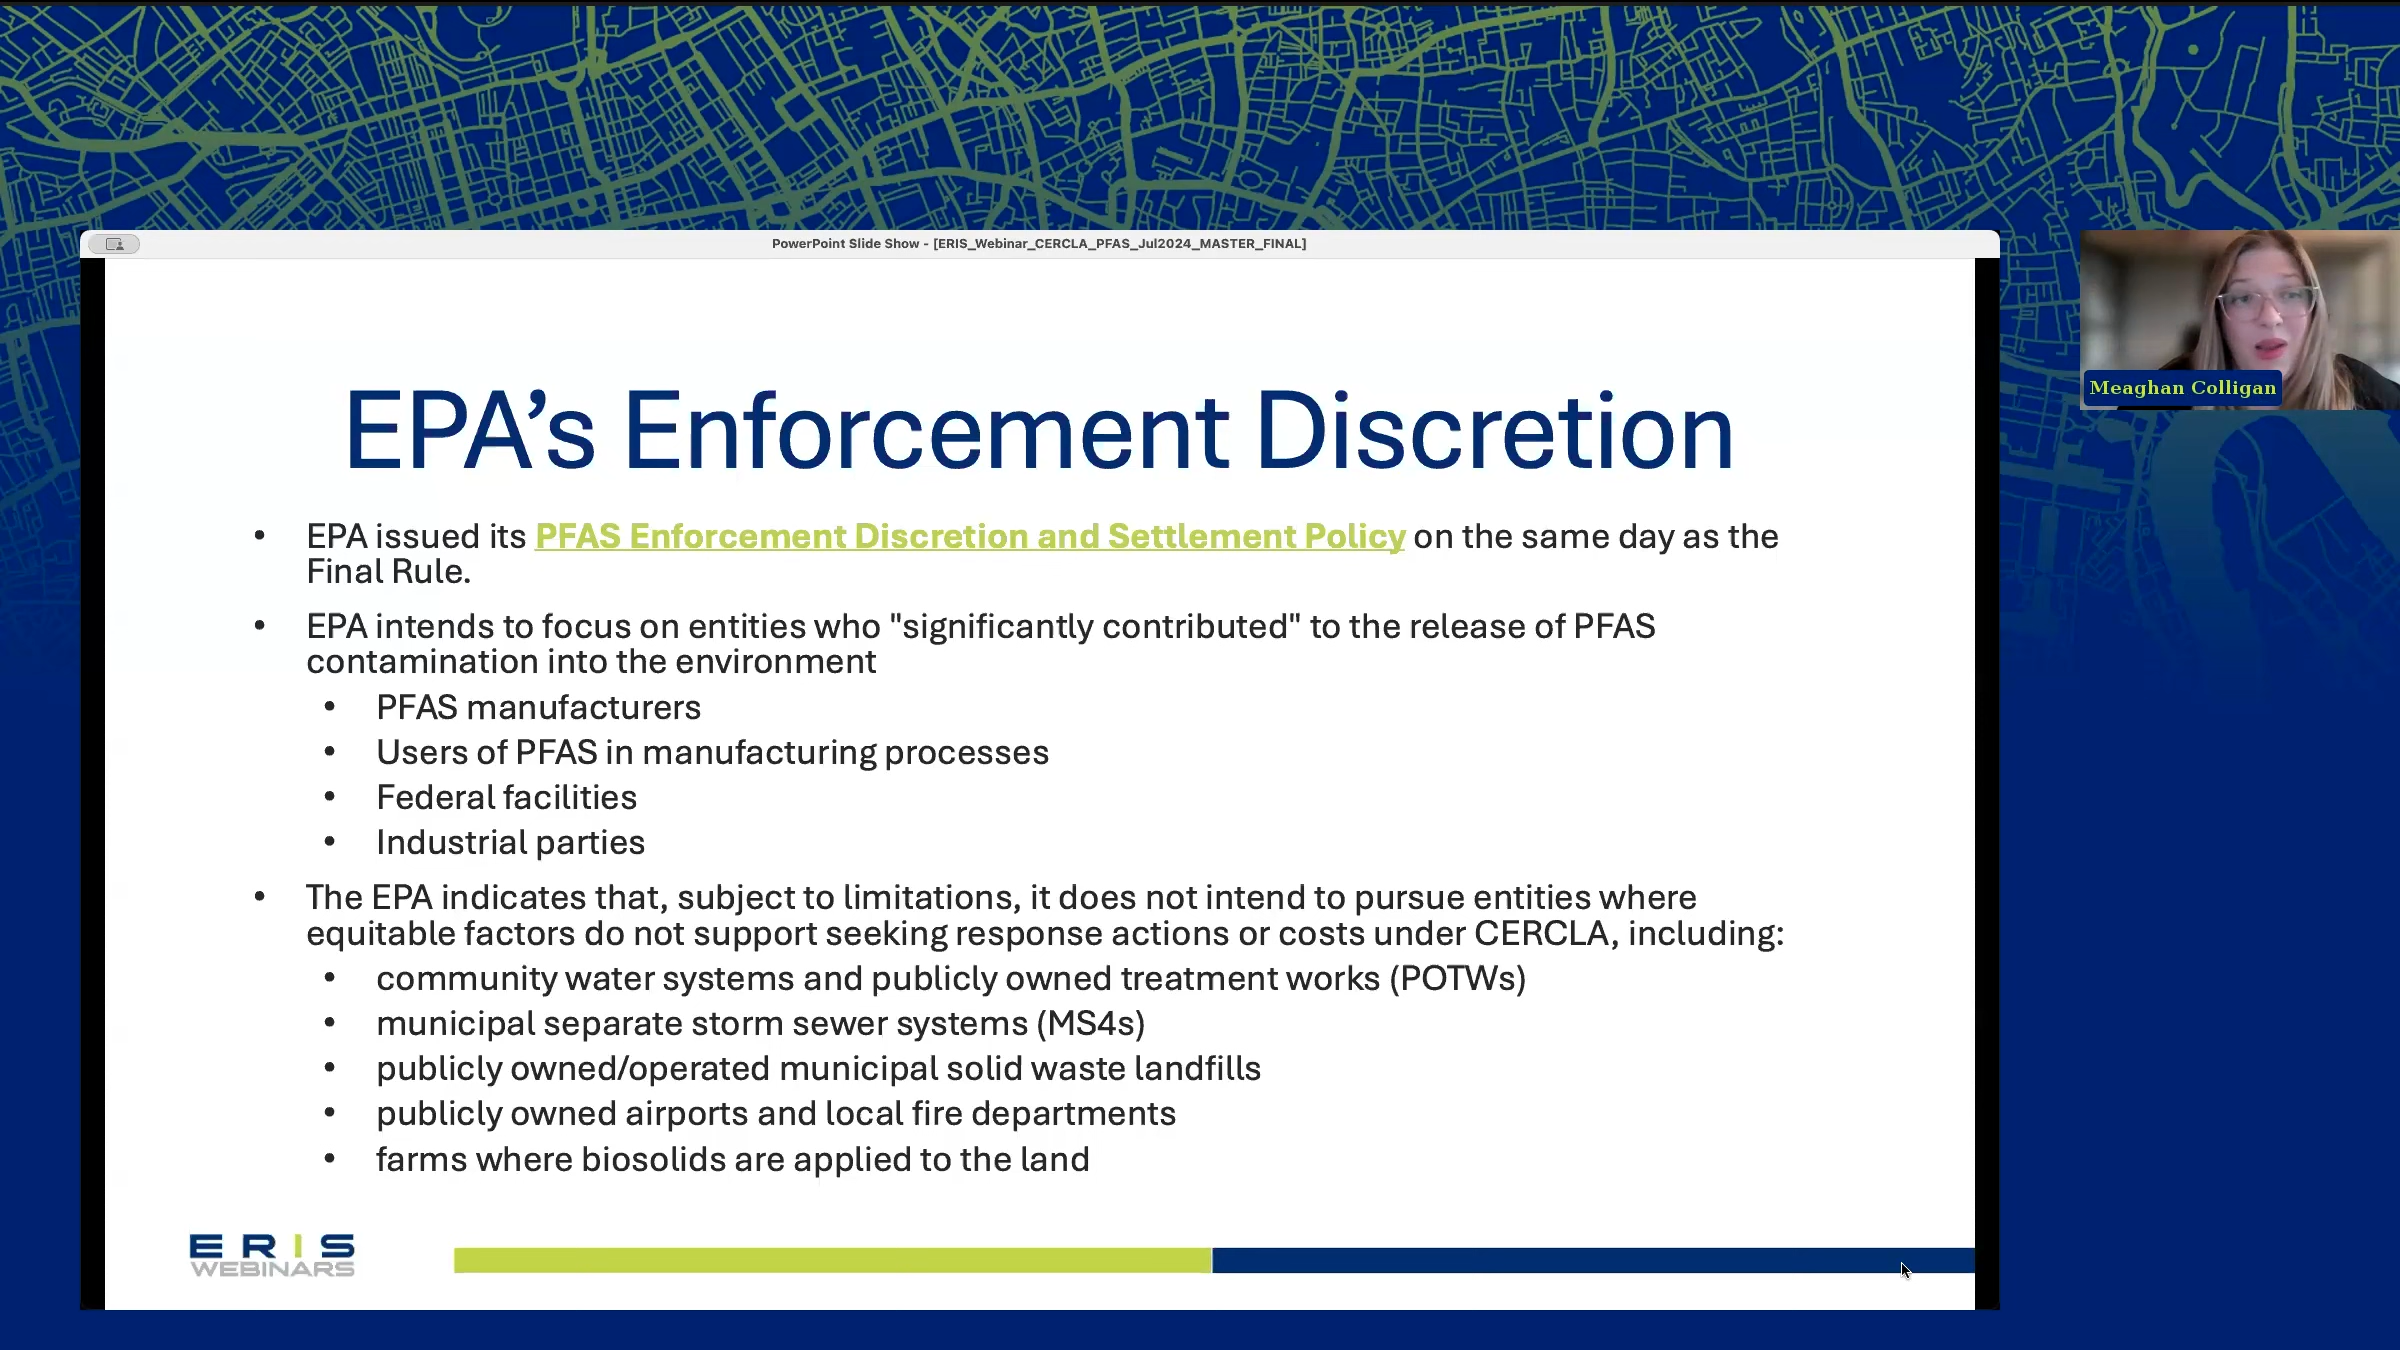 PowerPoint Slide Show - [ERIS_Webinar_CERCLA_PFAS_Jul2024_MASTER_FINAL]
Meaghan Colligan
EPA’s Enforcement Discretion
• EPA issued its PFAS Enforcement Discretion and Settlement Policy on the same day as the
Final Rule.
• EPA intends to focus on entities who "significantly contributed" to the release of PFAS
contamination into the environment
• PFAS manufacturers
• Users of PFAS in manufacturing processes
• Federal facilities
• Industrial parties
• The EPA indicates that, subject to limitations, it does not intend to pursue entities where
equitable factors do not support seeking response actions or costs under CERCLA, including:
• community water systems and publicly owned treatment works (POTWs)
• municipal separate storm sewer systems (MS4s)
• publicly owned/operated municipal solid waste landfills
• publicly owned airports and local fire departments
• farms where biosolids are applied to the land
ERIS
WEBINARS